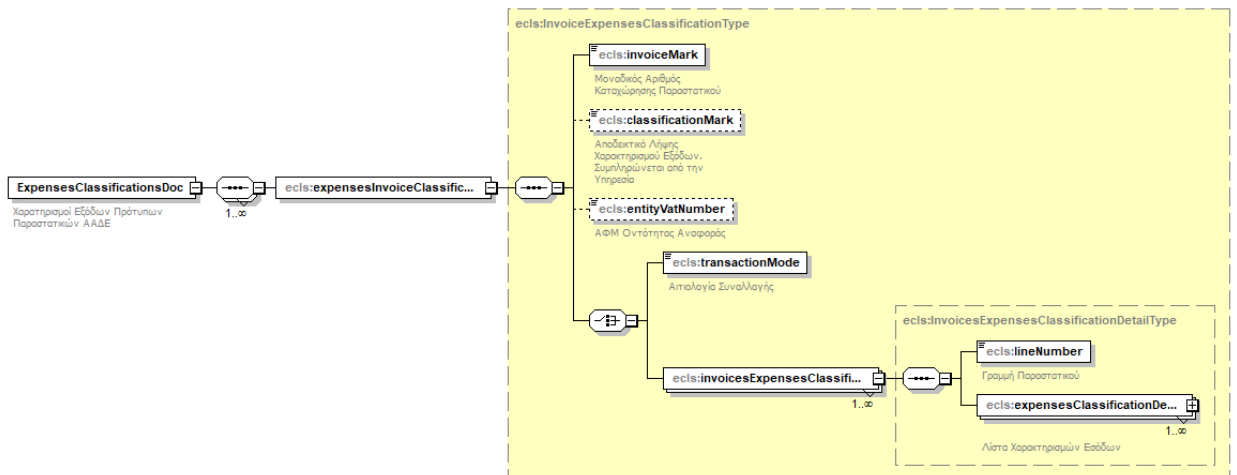 ecls:InvoiceExpensesClassificationType
ecls:invoiceMark
Μοναδικός Αριθμός
Καταχώρησης Παραστατικού
ecls:classificationMark
Αποδεικτικό Λήψης
Χαρακτηρισμού Εξόδων.
Συμπληρώνεται από την
Υπηρεσία
ExpensesClassificationsDoc
1..∞
Χαρατηρισμοί Εξόδων Πρότυπων
Παραστατικών ΑΑΔΕ
ecls:expensesInvoiceClassific...
ecls:entityVatNumber
ΑΦΜ Οντότητας Αναφοράς
ecls:transactionMode
Αιτιολογία Συναλλαγής
ecls:invoicesExpensesClassifi...
1..∞
ecls:InvoicesExpensesClassificationDetailType
ecls:lineNumber
Γραμμή Παραστατικού
ecls:expensesClassificationDe...
1..∞
Λίστα Χαρακτηρισμών Εσόδων